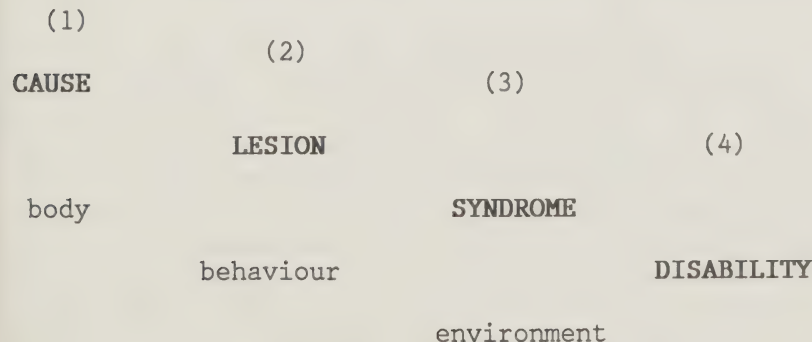 (1)
(2)
CAUSE
(3)
LESION
(4)
body
SYNDROME
behaviour
DISABILITY
environment